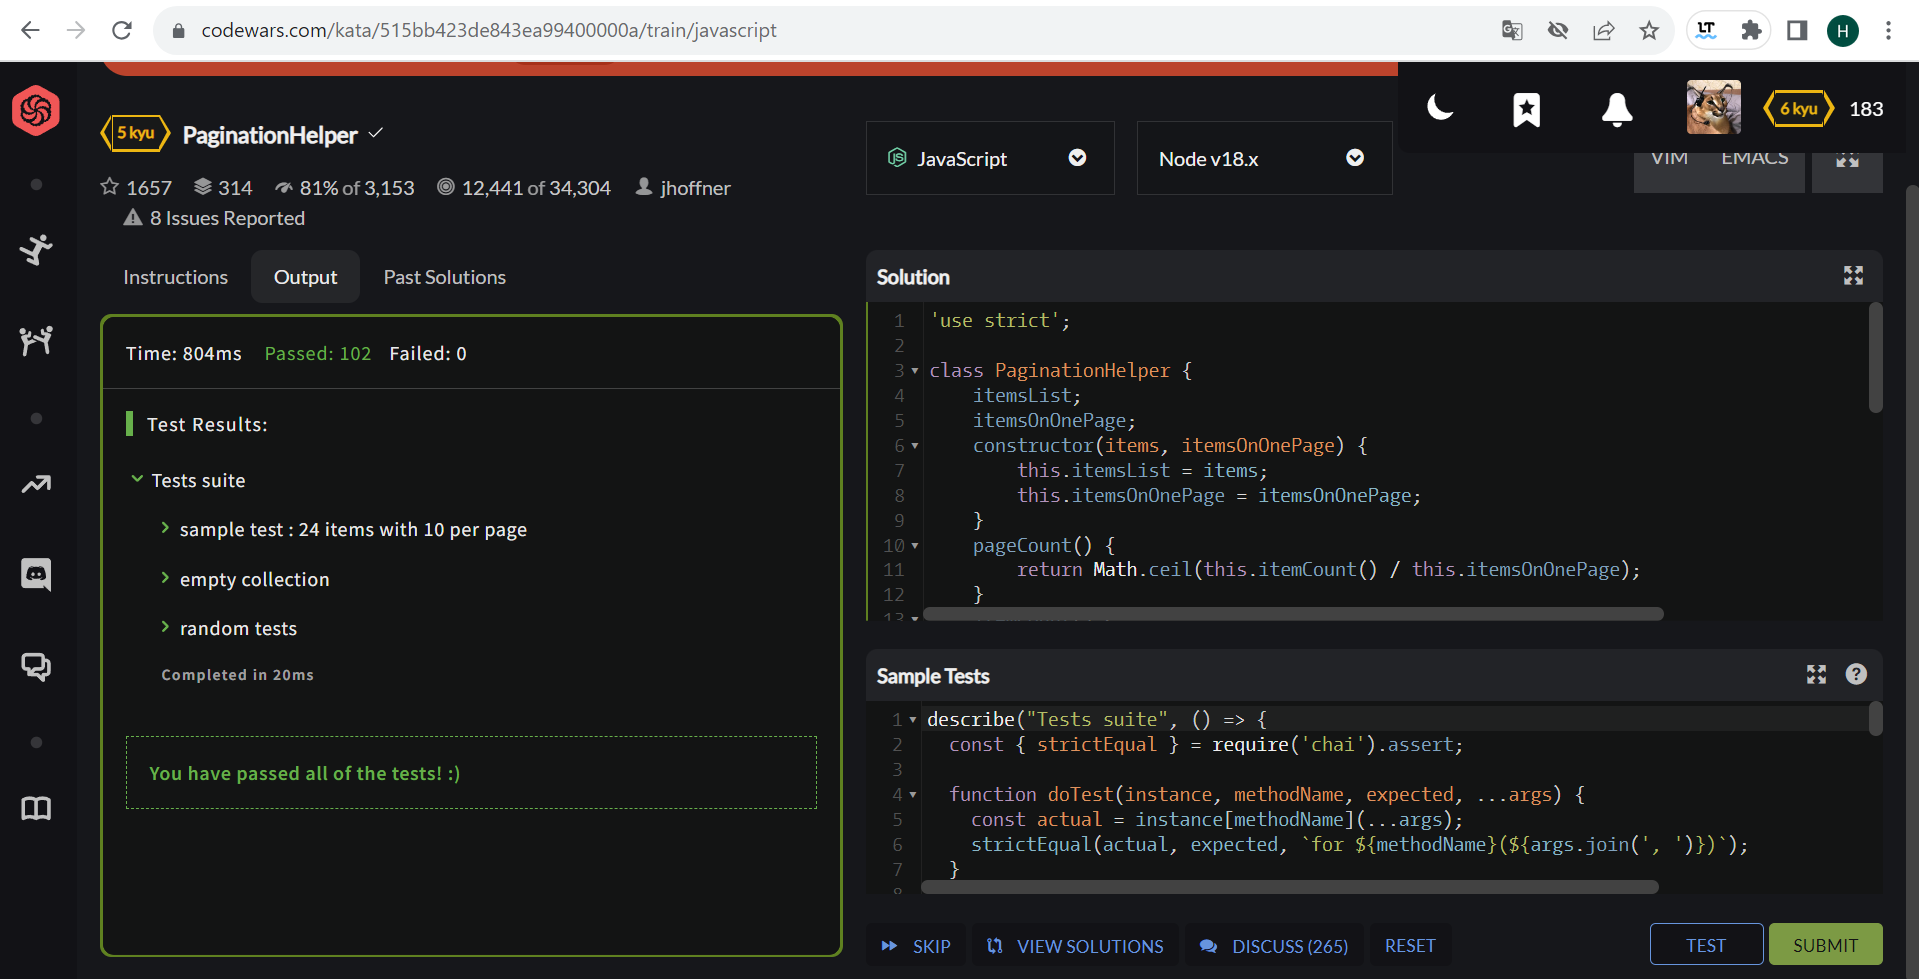 codewars.com/kata/515bb423de843ea99400000a/train/javascript
LT
H
5 kyu PaginationHelper
1657 314 81% of 3,153 12,441 of 34,304 jhoffner
8 Issues Reported
JavaScript
Node v18.x
6 kyu 183
VIM EMACS
Instructions Output Past Solutions
Time: 804ms Passed: 102 Failed: 0
Test Results:
Tests suite
sample test : 24 items with 10 per page
empty collection
random tests
Completed in 20ms
You have passed all of the tests! :)
Solution
1 'use strict';
2
3 class PaginationHelper {
4 itemsList;
5 itemsOnOnePage;
6 constructor(items, itemsOnOnePage) {
7 this.itemsList = items;
8 this.itemsOnOnePage = itemsOnOnePage;
9 }
10 pageCount() {
11 return Math.ceil(this.itemCount() / this.itemsOnOnePage);
12 }
13
Sample Tests
1 describe("Tests suite", () => {
2 const { strictEqual } = require('chai').assert;
3
4 function doTest(instance, methodName, expected, ...args) {
5 const actual = instance[methodName](...args);
6 strictEqual(actual, expected, `for ${methodName}(${args.join(', ')})`);
7 }
8
SKIP VIEW SOLUTIONS DISCUSS (265) RESET TEST SUBMIT